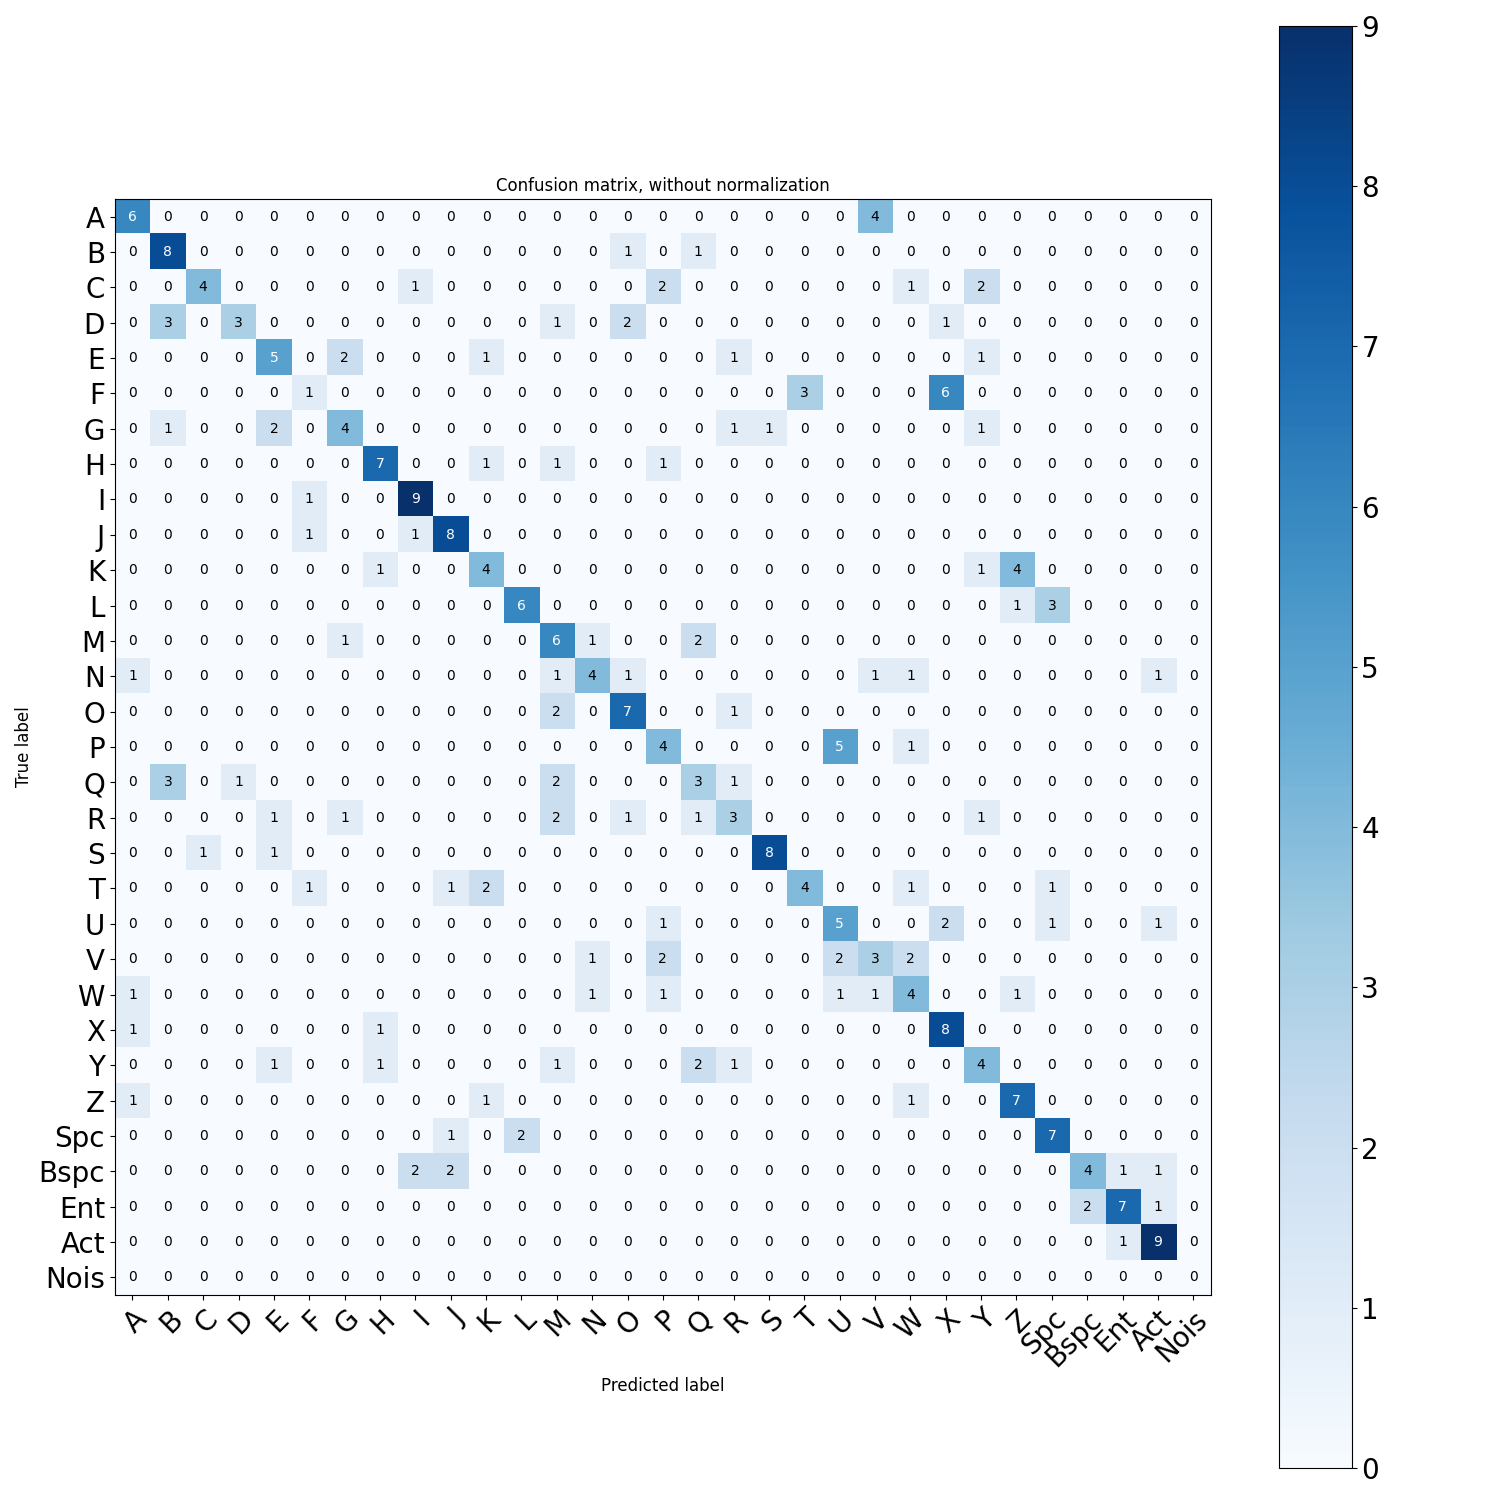 Confusion matrix, without normalization
A 6 0 0 0 0 0 0 0 0 0 0 0 0 0 0 0 0 0 0 0 0 4 0 0 0 0 0 0 0 0 0
B 0 8 0 0 0 0 0 0 0 0 0 0 0 0 1 0 1 0 0 0 0 0 0 0 0 0 0 0 0 0 0
C 0 0 4 0 0 0 0 0 1 0 0 0 0 0 0 2 0 0 0 0 0 0 1 0 2 0 0 0 0 0 0
D 0 3 0 3 0 0 0 0 0 0 0 0 1 0 2 0 0 0 0 0 0 0 0 1 0 0 0 0 0 0 0
E 0 0 0 0 5 0 2 0 0 0 1 0 0 0 0 0 0 1 0 0 0 0 0 0 1 0 0 0 0 0 0
F 0 0 0 0 0 1 0 0 0 0 0 0 0 0 0 0 0 0 0 3 0 0 0 6 0 0 0 0 0 0 0
G 0 1 0 0 2 0 4 0 0 0 0 0 0 0 0 0 0 1 1 0 0 0 0 0 1 0 0 0 0 0 0
H 0 0 0 0 0 0 0 7 0 0 1 0 1 0 0 1 0 0 0 0 0 0 0 0 0 0 0 0 0 0 0
I 0 0 0 0 0 1 0 0 9 0 0 0 0 0 0 0 0 0 0 0 0 0 0 0 0 0 0 0 0 0 0
J 0 0 0 0 0 1 0 0 1 8 0 0 0 0 0 0 0 0 0 0 0 0 0 0 0 0 0 0 0 0 0
K 0 0 0 0 0 0 0 1 0 0 4 0 0 0 0 0 0 0 0 0 0 0 0 0 1 4 0 0 0 0 0
L 0 0 0 0 0 0 0 0 0 0 0 6 0 0 0 0 0 0 0 0 0 0 0 0 0 1 3 0 0 0 0
M 0 0 0 0 0 0 1 0 0 0 0 0 6 1 0 0 2 0 0 0 0 0 0 0 0 0 0 0 0 0 0
N 1 0 0 0 0 0 0 0 0 0 0 0 1 4 1 0 0 0 0 0 0 1 1 0 0 0 0 0 0 1 0
O 0 0 0 0 0 0 0 0 0 0 0 0 2 0 7 0 0 1 0 0 0 0 0 0 0 0 0 0 0 0 0
P 0 0 0 0 0 0 0 0 0 0 0 0 0 0 0 4 0 0 0 0 5 0 1 0 0 0 0 0 0 0 0
Q 0 3 0 1 0 0 0 0 0 0 0 0 2 0 0 0 3 1 0 0 0 0 0 0 0 0 0 0 0 0 0
R 0 0 0 0 1 0 1 0 0 0 0 0 2 0 1 0 1 3 0 0 0 0 0 0 1 0 0 0 0 0 0
S 0 0 1 0 1 0 0 0 0 0 0 0 0 0 0 0 0 0 8 0 0 0 0 0 0 0 0 0 0 0 0
T 0 0 0 0 0 1 0 0 0 1 2 0 0 0 0 0 0 0 0 4 0 0 1 0 0 0 1 0 0 0 0
U 0 0 0 0 0 0 0 0 0 0 0 0 0 0 0 1 0 0 0 0 5 0 0 2 0 0 1 0 0 1 0
V 0 0 0 0 0 0 0 0 0 0 0 0 0 1 0 2 0 0 0 0 2 3 2 0 0 0 0 0 0 0 0
W 1 0 0 0 0 0 0 0 0 0 0 0 0 1 0 1 0 0 0 0 1 1 4 0 0 1 0 0 0 0 0
X 1 0 0 0 0 0 0 1 0 0 0 0 0 0 0 0 0 0 0 0 0 0 0 8 0 0 0 0 0 0 0
Y 0 0 0 0 1 0 0 1 0 0 0 0 1 0 0 0 2 1 0 0 0 0 0 0 4 0 0 0 0 0 0
Z 1 0 0 0 0 0 0 0 0 0 1 0 0 0 0 0 0 0 0 0 0 0 1 0 0 7 0 0 0 0 0
Spc 0 0 0 0 0 0 0 0 0 1 0 2 0 0 0 0 0 0 0 0 0 0 0 0 0 0 7 0 0 0 0
Bspc 0 0 0 0 0 0 0 0 2 2 0 0 0 0 0 0 0 0 0 0 0 0 0 0 0 0 0 4 1 1 0
Ent 0 0 0 0 0 0 0 0 0 0 0 0 0 0 0 0 0 0 0 0 0 0 0 0 0 0 0 2 7 1 0
Act 0 0 0 0 0 0 0 0 0 0 0 0 0 0 0 0 0 0 0 0 0 0 0 0 0 0 0 0 1 9 0
Nois 0 0 0 0 0 0 0 0 0 0 0 0 0 0 0 0 0 0 0 0 0 0 0 0 0 0 0 0 0 0 0
A B C D E F G H I J K L M N O P Q R S T U V W X Y Z Spc Bspc Ent Act Nois
Predicted label
True label
9
8
7
6
5
4
3
2
1
0